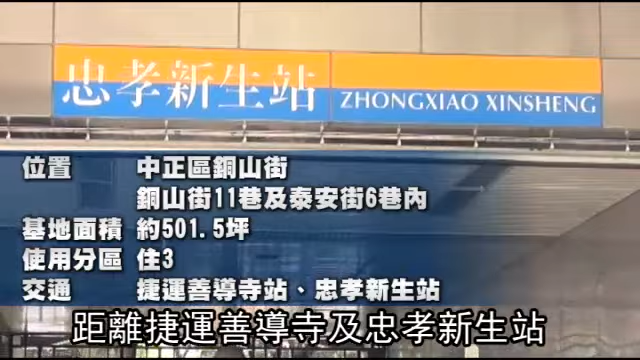 忠孝新生站 ZHONGXIAO XINSHENG
位置 中正區銅山街
銅山街11巷及泰安街6巷內
基地面積 約501.5坪
使用分區 住3
交通 捷運善導寺站、忠孝新生站
距離捷運善導寺及忠孝新生站